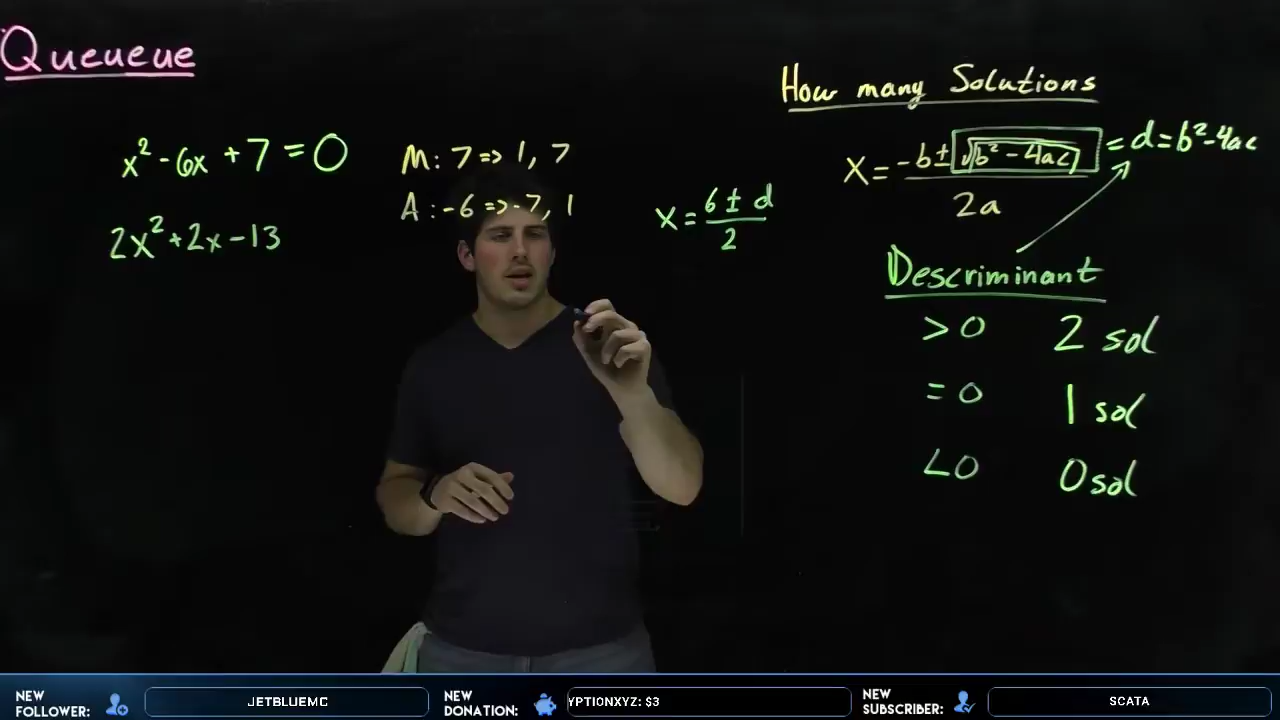 Queueue
How many Solutions
x² - 6x + 7 = 0
M: 7 => 1, 7
X = -b ± √b² - 4ac / 2a = d = b² - 4ac
A: -6 => -7, 1
X = 6 ± d / 2
2x² + 2x - 13
Descriminant
> 0 2 sol
= 0 1 sol
< 0 0 sol
NEW FOLLOWER: JETBLUEMC
NEW DONATION: YPTIONXYZ: $3
NEW SUBSCRIBER: SCATA